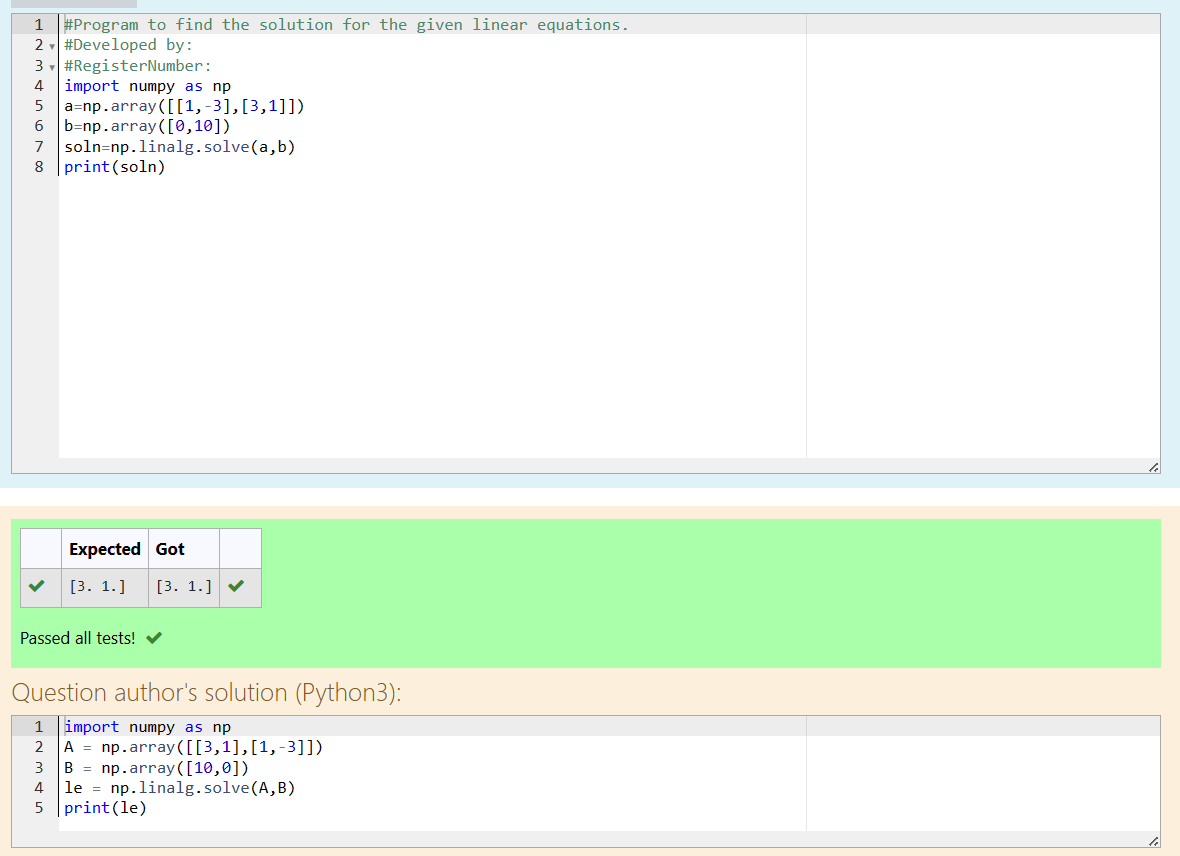 1 #Program to find the solution for the given linear equations.
2 #Developed by:
3 #RegisterNumber:
4 import numpy as np
5 a=np.array([[1,-3],[3,1]])
6 b=np.array([0,10])
7 soln=np.linalg.solve(a,b)
8 print(soln)
Expected Got
[3. 1.] [3. 1.]
Passed all tests!
Question author's solution (Python3):
1 import numpy as np
2 A = np.array([[3,1],[1,-3]])
3 B = np.array([10,0])
4 le = np.linalg.solve(A,B)
5 print(le)